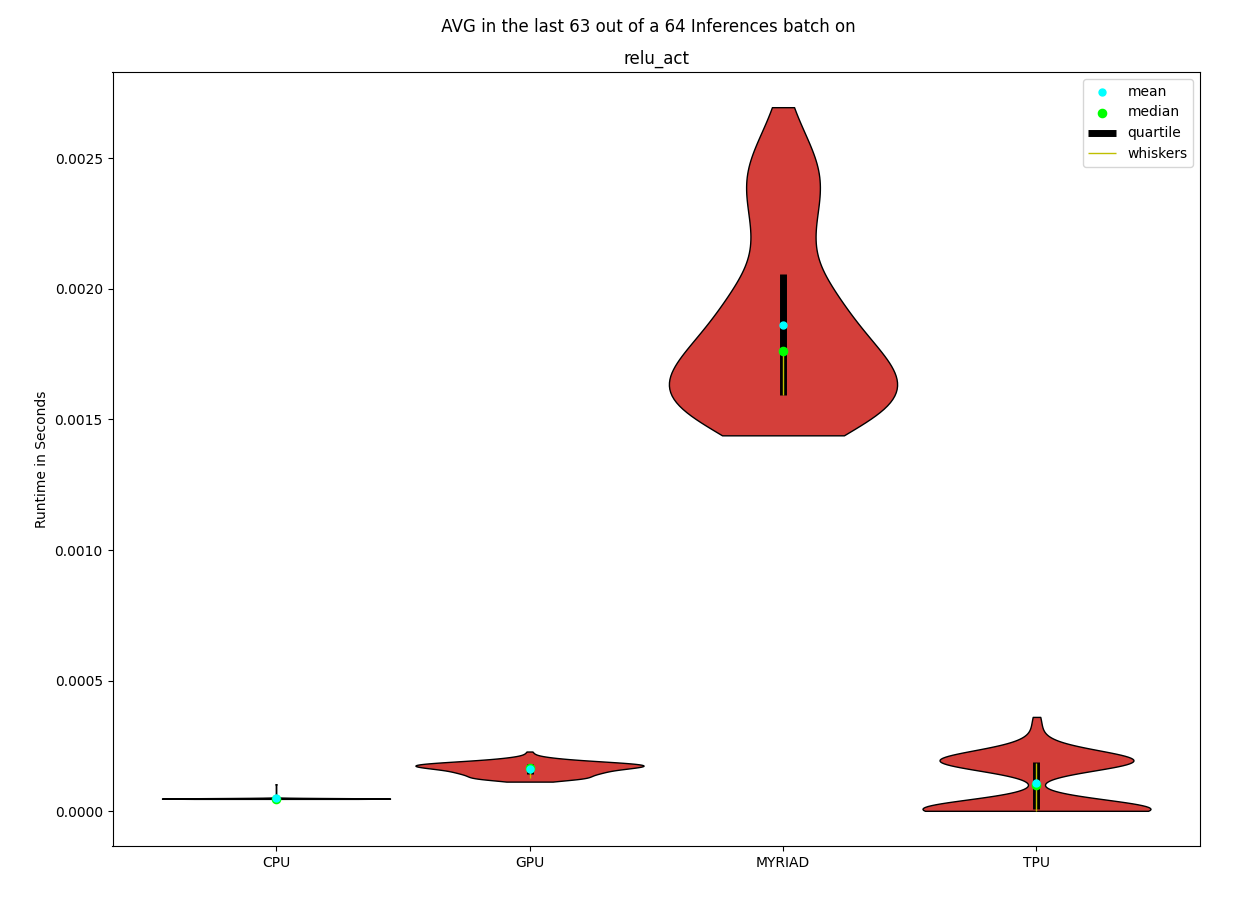 AVG in the last 63 out of a 64 Inferences batch on
relu_act
mean
median
quartile
whiskers
0.0025
0.0020
0.0015
0.0010
0.0005
0.0000
Runtime in Seconds
CPU GPU MYRIAD TPU